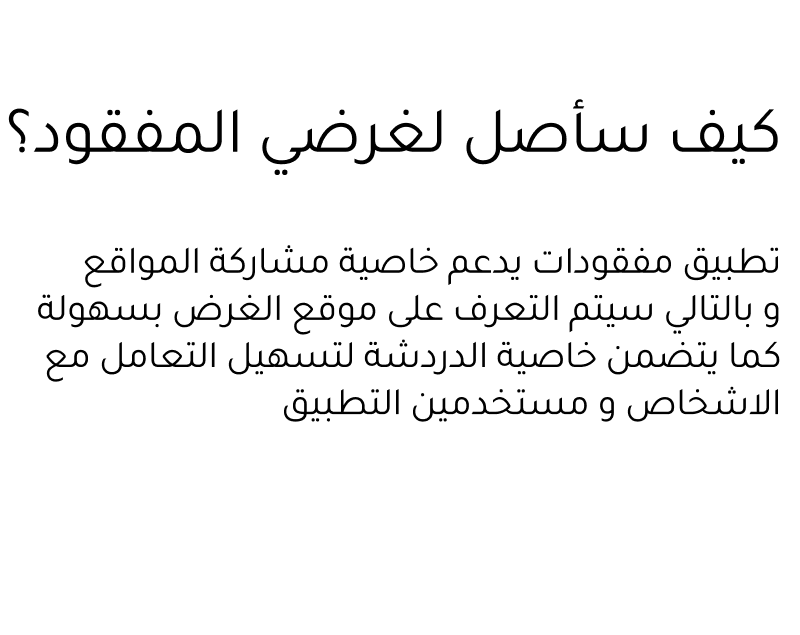 كيف سأصل لغرضي المفقود؟
تطبيق مفقودات يدعم خاصية مشاركة المواقع
و بالتالي سيتم التعرف على موقع الغرض بسهولة
كما يتضمن خاصية الدردشة لتسهيل التعامل مع
الاشخاص و مستخدمين التطبيق